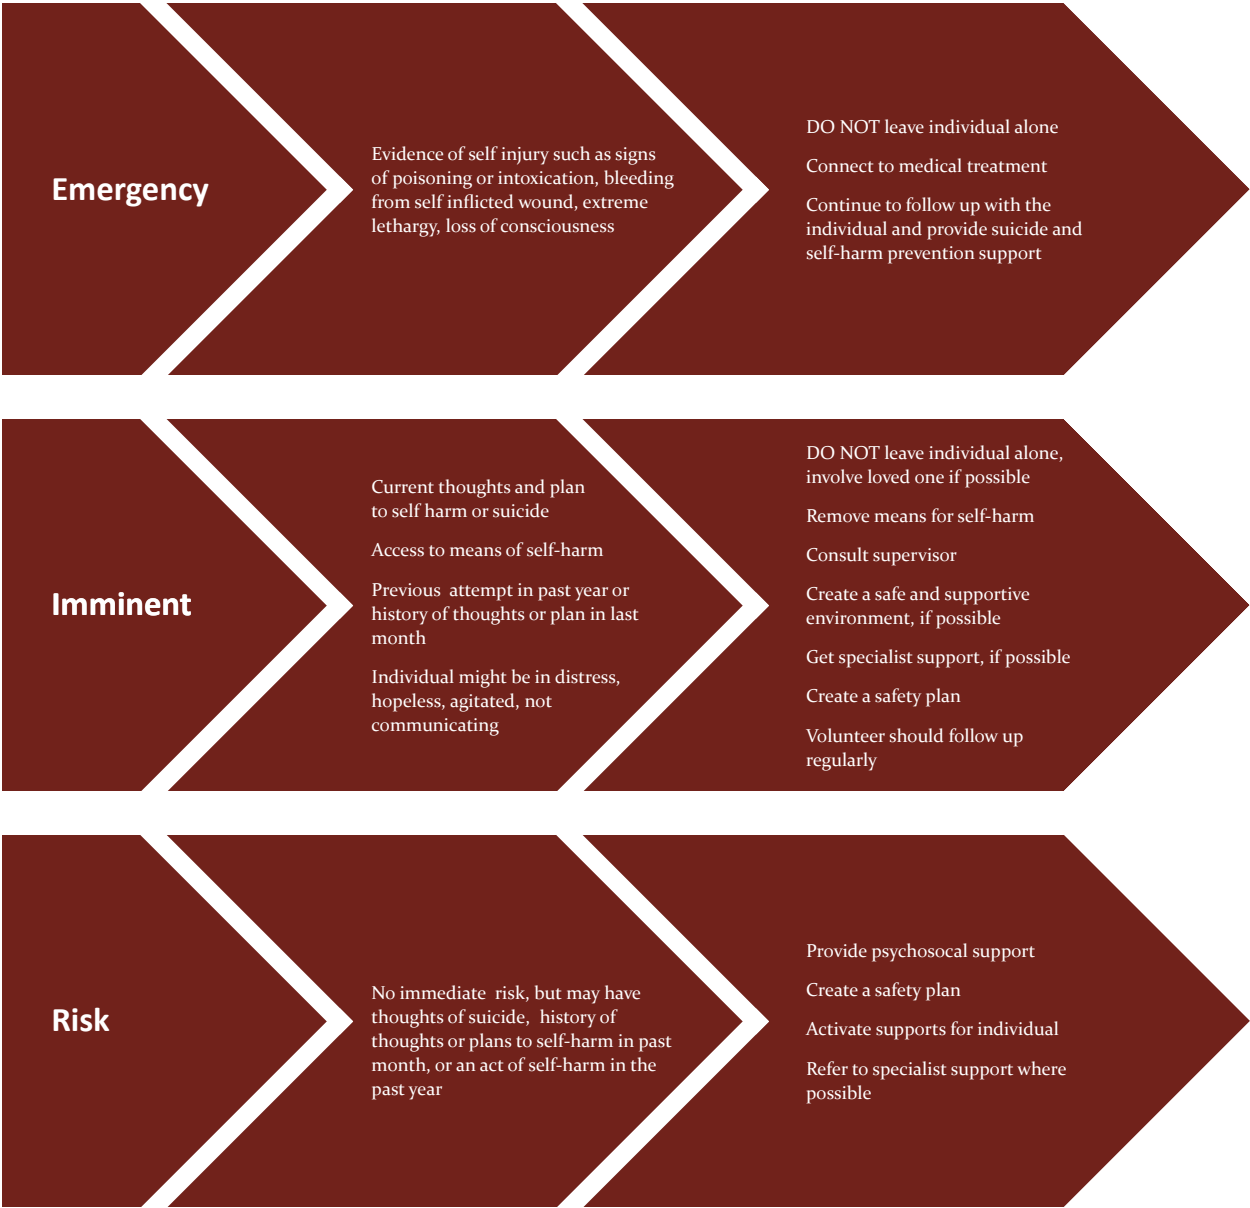 Emergency
Evidence of self injury such as signs
of poisoning or intoxication, bleeding
from self inflicted wound, extreme
lethargy, loss of consciousness
DO NOT leave individual alone
Connect to medical treatment
Continue to follow up with the
individual and provide suicide and
self-harm prevention support
Imminent
Current thoughts and plan
to self harm or suicide
Access to means of self-harm
Previous attempt in past year or
history of thoughts or plan in last
month
Individual might be in distress,
hopeless, agitated, not
communicating
DO NOT leave individual alone,
involve loved one if possible
Remove means for self-harm
Consult supervisor
Create a safe and supportive
environment, if possible
Get specialist support, if possible
Create a safety plan
Volunteer should follow up
regularly
Risk
No immediate risk, but may have
thoughts of suicide, history of
thoughts or plans to self-harm in past
month, or an act of self-harm in the
past year
Provide psychosocal support
Create a safety plan
Activate supports for individual
Refer to specialist support where
possible